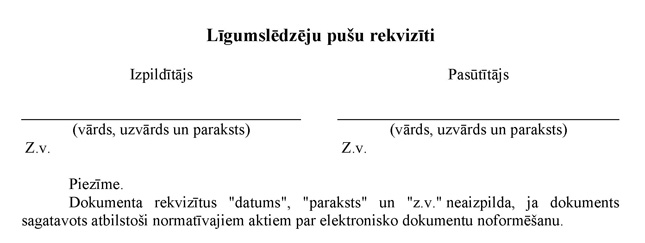 Līgumslēdzēju pušu rekvizīti
Izpildītājs Pasūtītājs
(vārds, uzvārds un paraksts) (vārds, uzvārds un paraksts)
Z.v. Z.v.
Piezīme.
Dokumenta rekvizītus "datums", "paraksts" un "z.v." neaizpilda, ja dokuments
sagatavots atbilstoši normatīvajiem aktiem par elektronisko dokumentu noformēšanu.